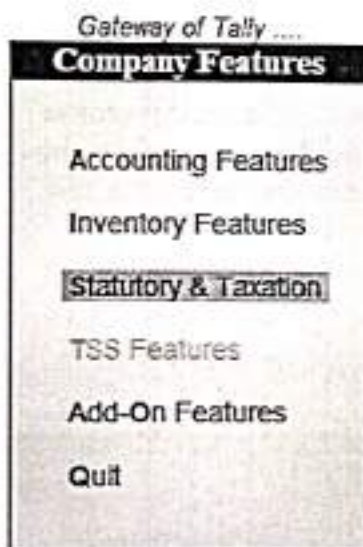 Gateway of Tally ....
Company Features
Accounting Features
Inventory Features
Statutory & Taxation
TSS Features
Add-On Features
Quit